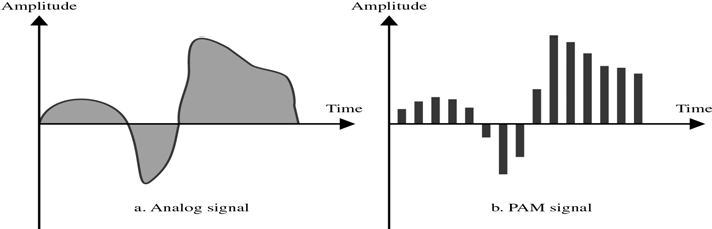 Amplitude
Time
a. Analog signal
Amplitude
Time
b. PAM signal